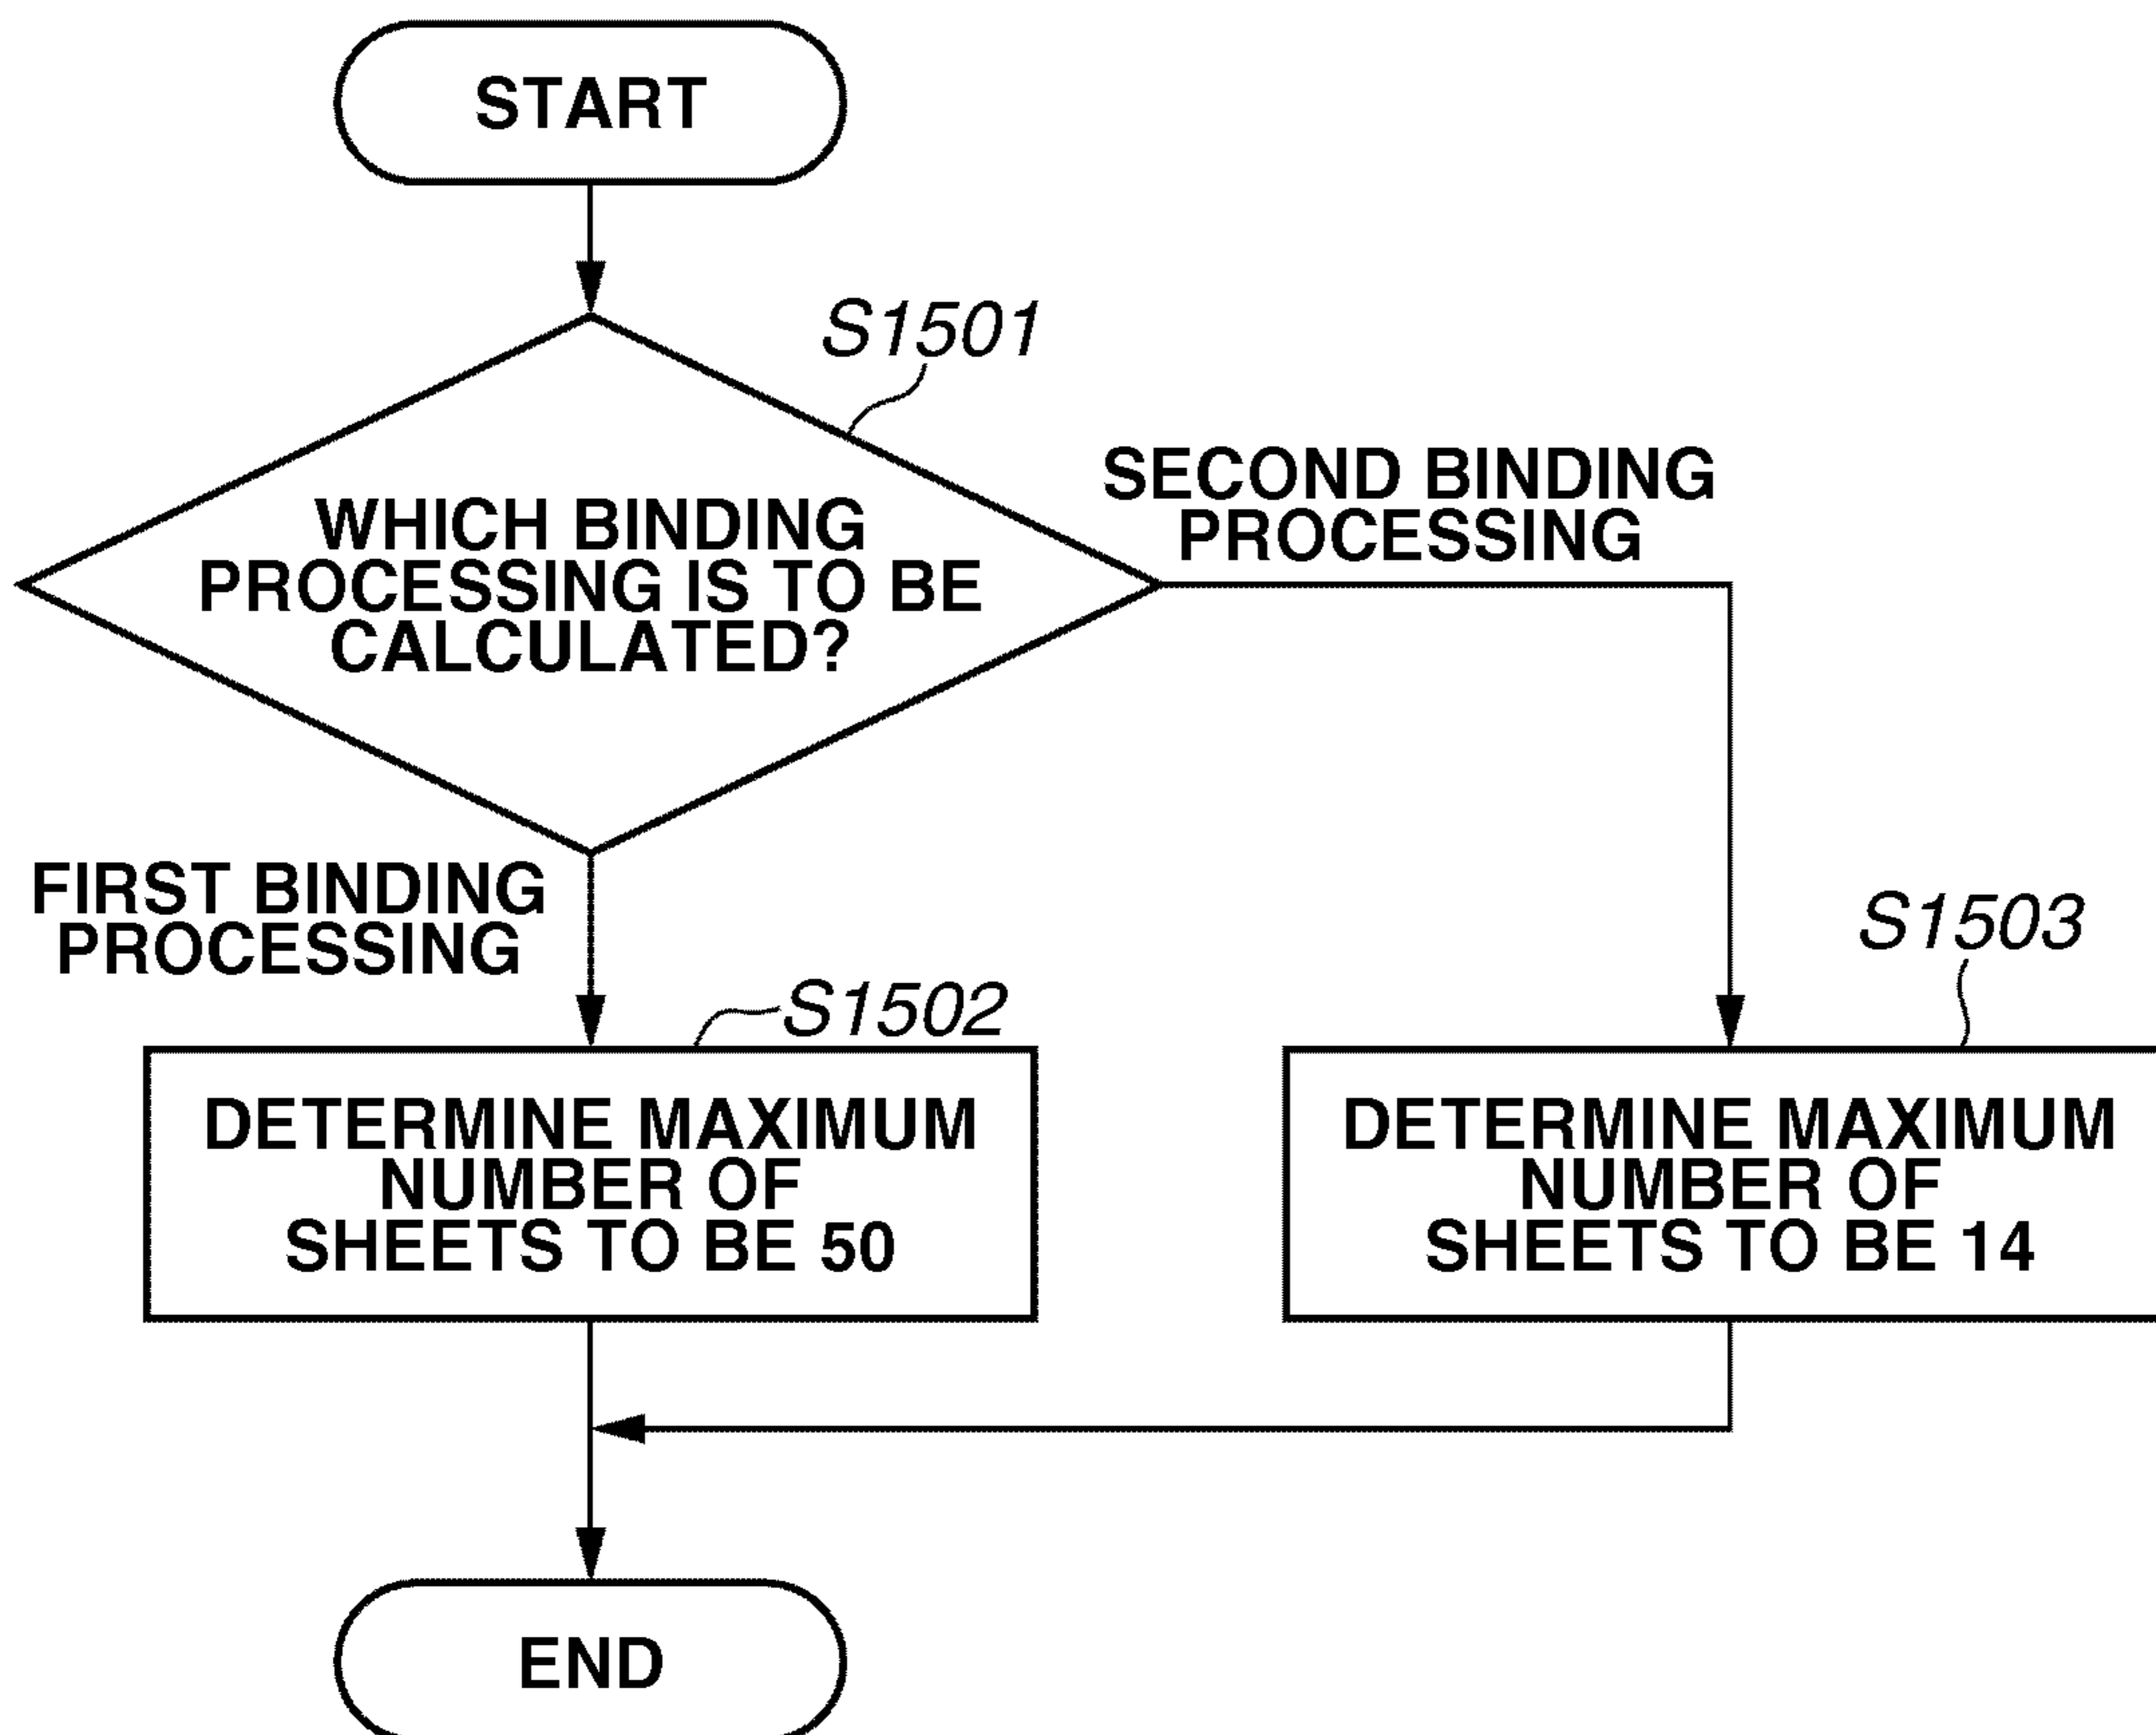 START
S1501
WHICH BINDING
PROCESSING IS TO BE
CALCULATED?
SECOND BINDING
PROCESSING
FIRST BINDING
PROCESSING
S1502
S1503
DETERMINE MAXIMUM
NUMBER OF
SHEETS TO BE 50
DETERMINE MAXIMUM
NUMBER OF
SHEETS TO BE 14
END